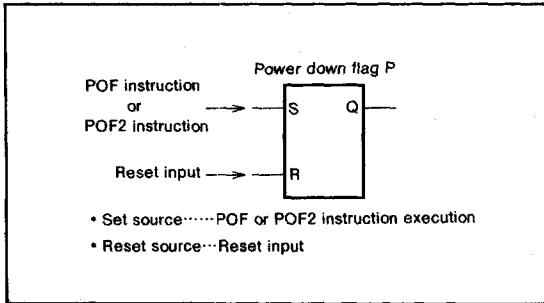 Power down flag P
POF instruction
or
POF2 instruction
S
Q
Reset input
R
• Set source······POF or POF2 instruction execution
• Reset source···Reset input